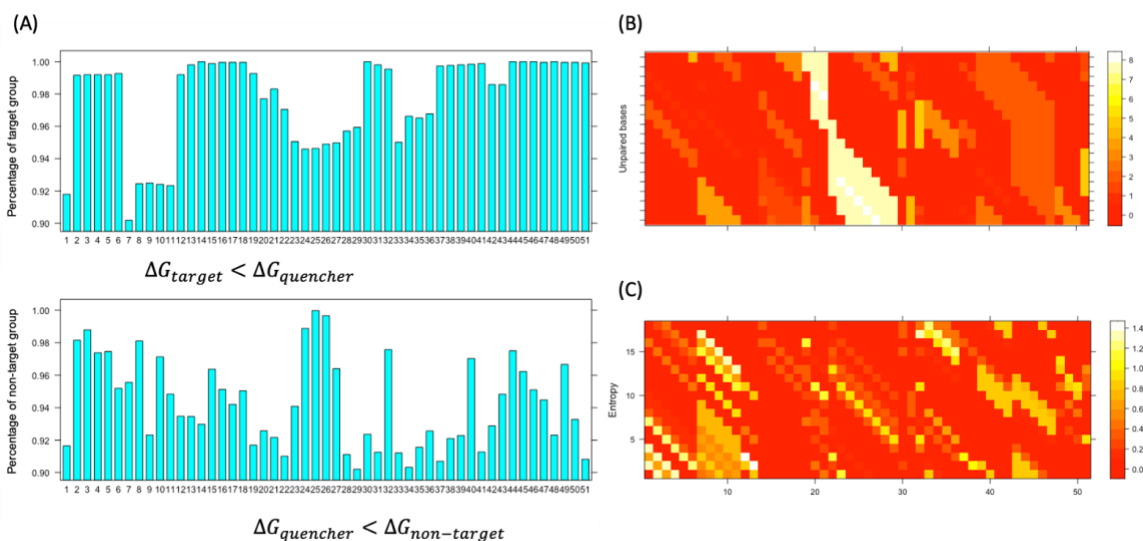 (A)
Percentage of target group
1.00
0.98
0.96
0.94
0.92
0.90
1 2 3 4 5 6 7 8 9 10 11 12 13 14 15 16 17 18 19 20 21 22 23 24 25 26 27 28 29 30 31 32 33 34 35 36 37 38 39 40 41 42 43 44 45 46 47 48 49 50 51
ΔG_target < ΔG_quencher
Percentage of non-target group
1.00
0.98
0.96
0.94
0.92
0.90
1 2 3 4 5 6 7 8 9 10 11 12 13 14 15 16 17 18 19 20 21 22 23 24 25 26 27 28 29 30 31 32 33 34 35 36 37 38 39 40 41 42 43 44 45 46 47 48 49 50 51
ΔG_quencher < ΔG_non−target
(B)
Unpaired bases
8
7
6
5
4
3
2
1
0
(C)
Entropy
15
10
5
10 20 30 40 50
1.4
1.2
1.0
0.8
0.6
0.4
0.2
0.0